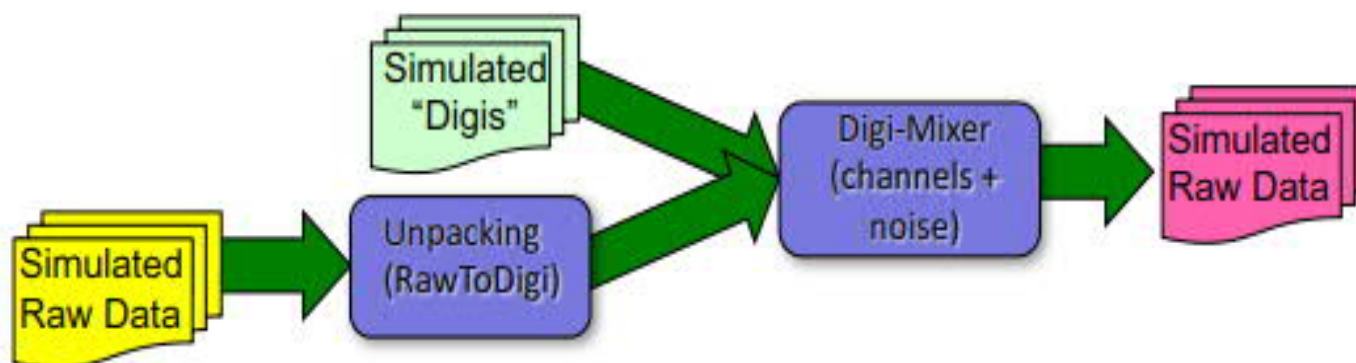 Simulated
“Digis”
Simulated
Raw Data
Unpacking
(RawToDigi)
Digi-Mixer
(channels +
noise)
Simulated
Raw Data